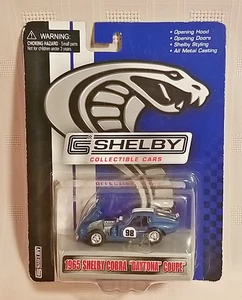 WARNING:
CHOKING HAZARD - Small parts
Not for children under 3 years.
• Opening Hood
• Opening Doors
• Shelby Styling
• All Metal Casting
SHELBY
COLLECTIBLE CARS
98
1965 SHELBY COBRA "DAYTONA" COUPE